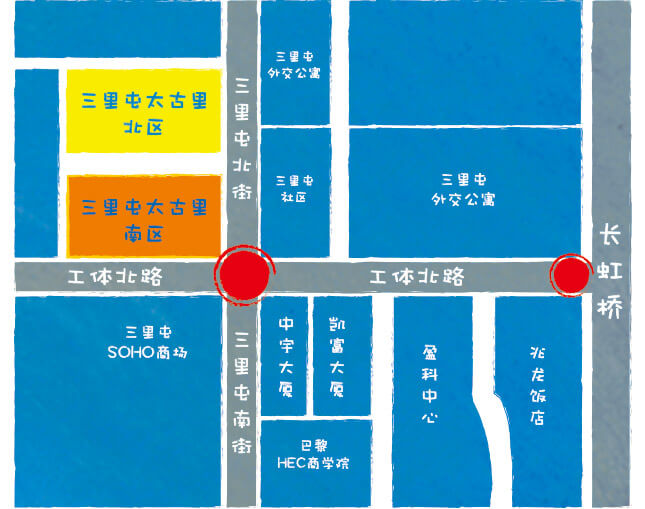 三里屯
外交公寓
三里屯太古里
北区
三里屯北街
三里屯
社区
三里屯
外交公寓
三里屯太古里
南区
长虹桥
工体北路
工体北路
三里屯
SOHO商场
三里屯南街
中宇大厦
凯富大厦
盈科中心
兆龙饭店
巴黎
HEC商学院